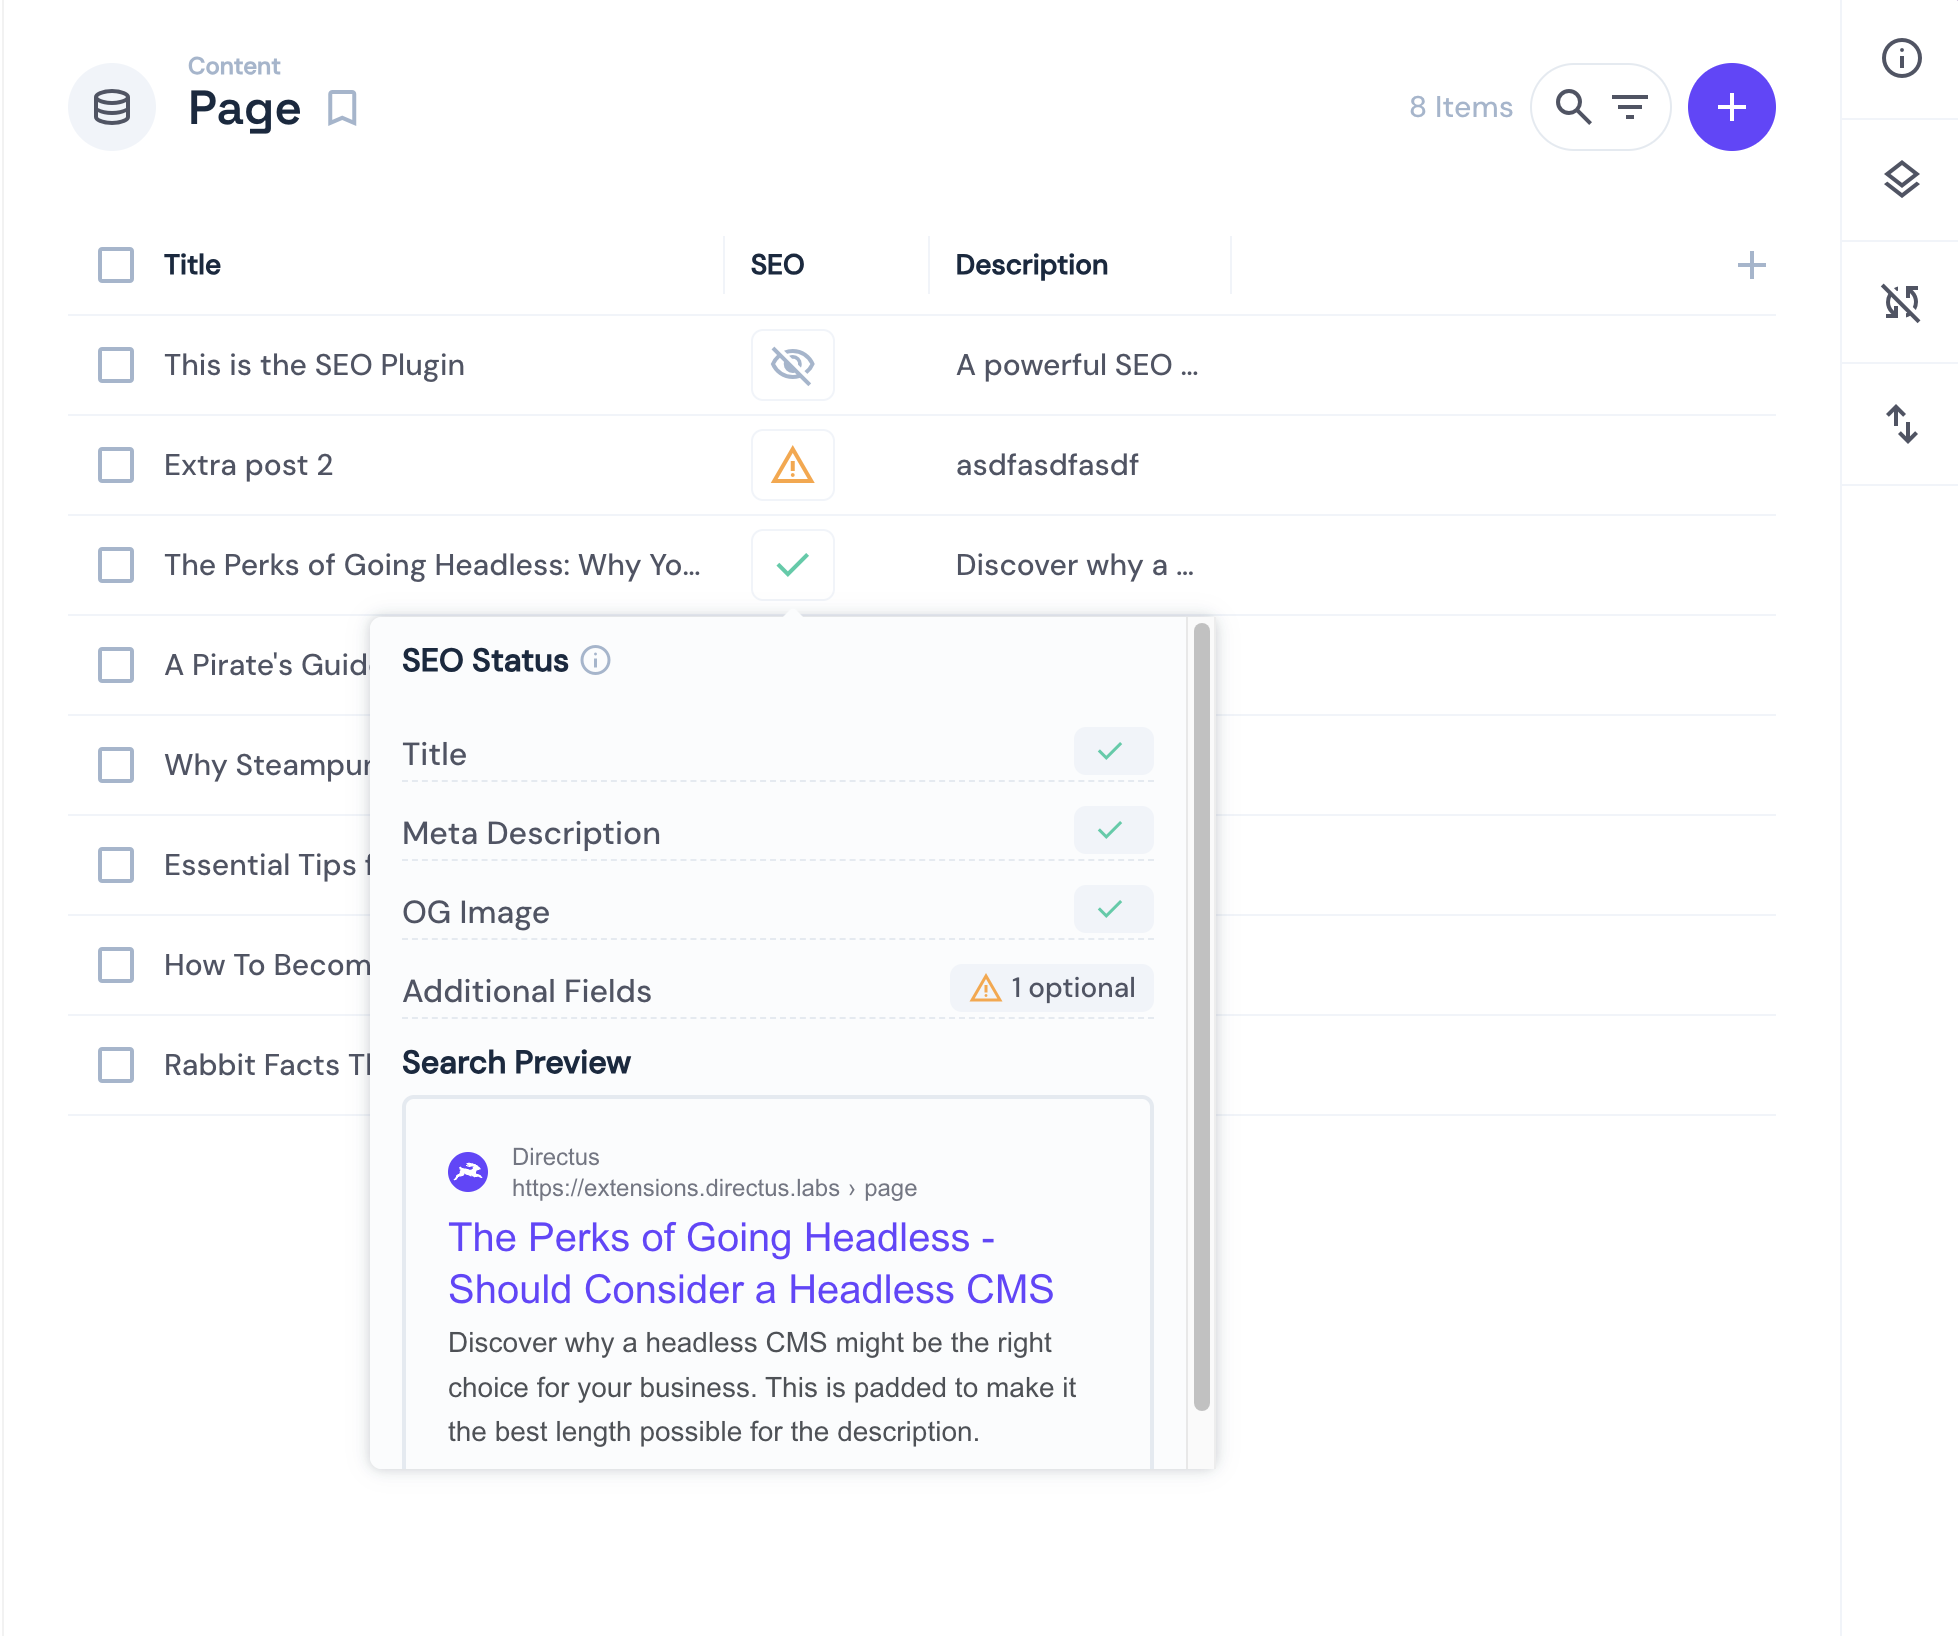 Content
Page
8 Items
Title SEO Description
This is the SEO Plugin A powerful SEO ...
Extra post 2 asdfasdfasdf
The Perks of Going Headless: Why Yo... Discover why a ...
A Pirate's Guid
Why Steampun
Essential Tips f
How To Becom
Rabbit Facts Th
SEO Status
Title
Meta Description
OG Image
Additional Fields 1 optional
Search Preview
Directus
https://extensions.directus.labs › page
The Perks of Going Headless -
Should Consider a Headless CMS
Discover why a headless CMS might be the right
choice for your business. This is padded to make it
the best length possible for the description.